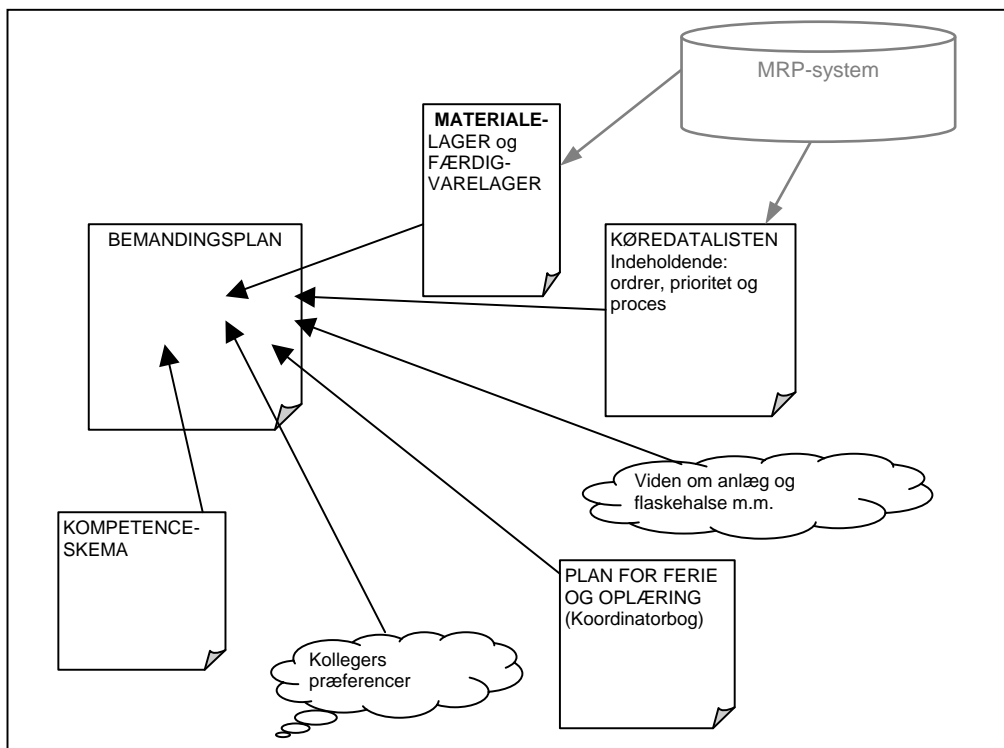 MRP-system
MATERIALE-
LAGER og
FÆRDIG-
VARELAGER
BEMANDINGSPLAN
KØREDATALISTEN
Indeholdende:
ordrer, prioritet og
proces
Viden om anlæg og
flaskehalse m.m.
KOMPETENCE-
SKEMA
PLAN FOR FERIE
OG OPLÆRING
(Koordinatorbog)
Kollegers
præferencer